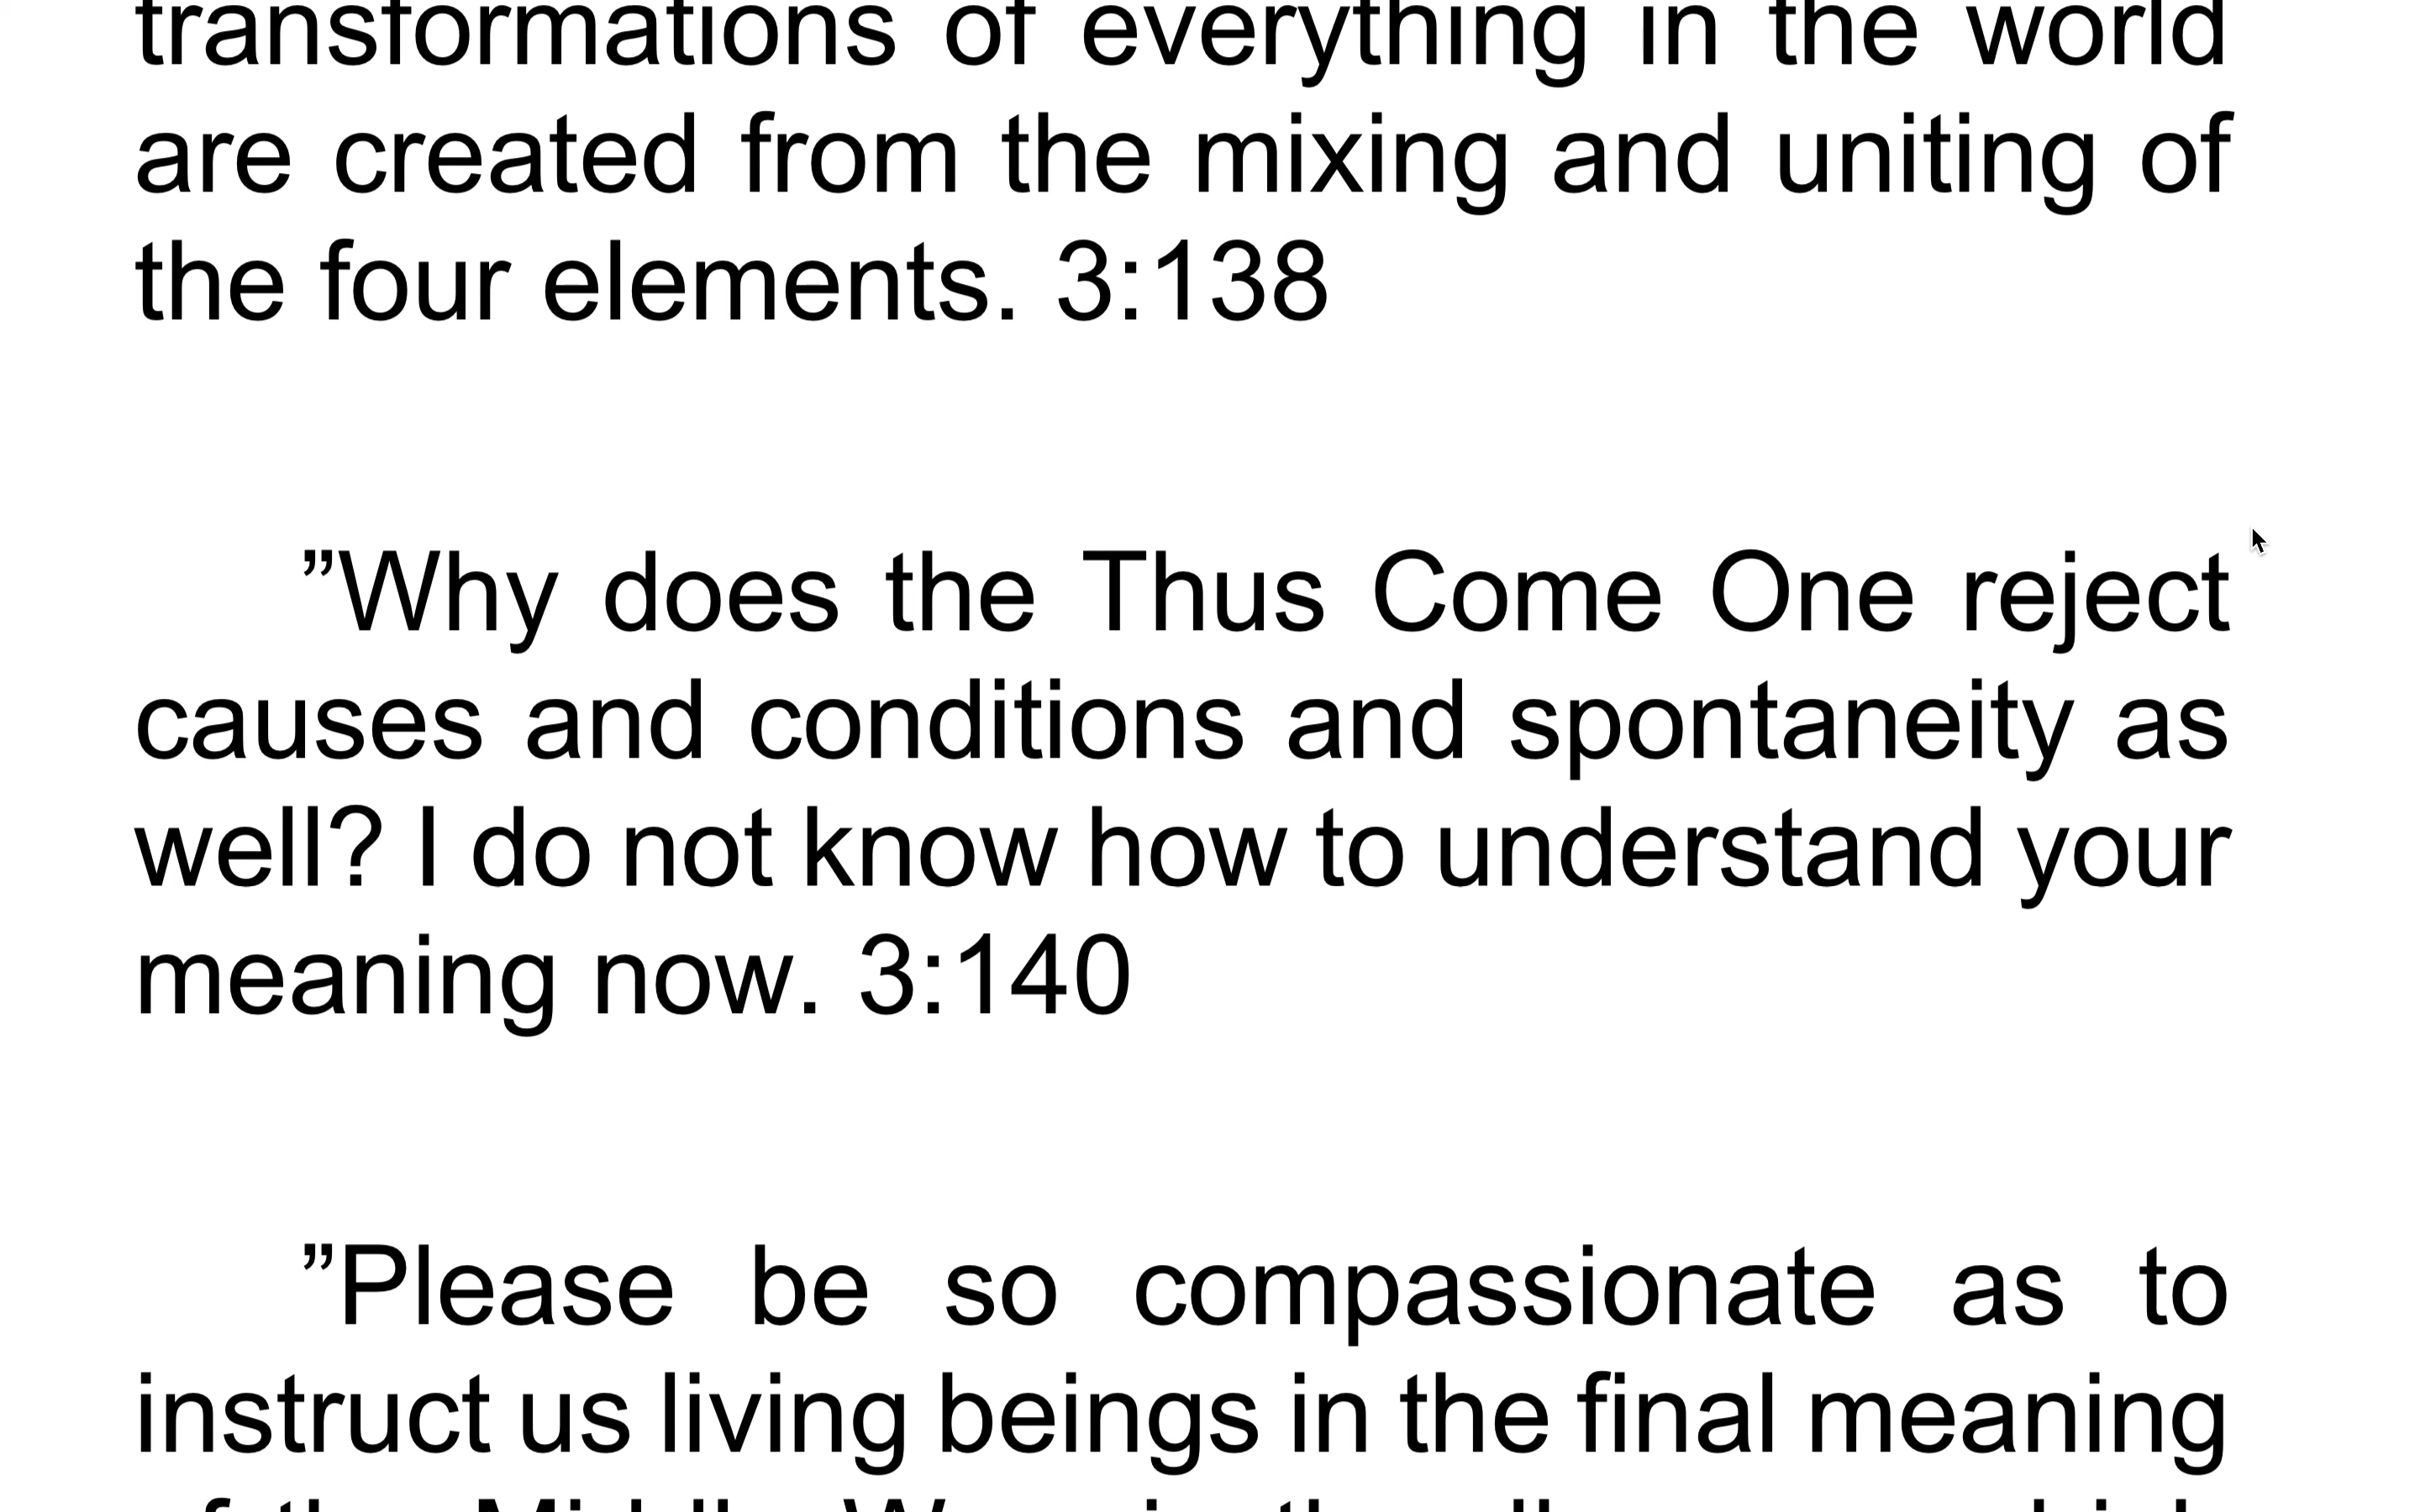 transformations of everything in the world
are created from the mixing and uniting of
the four elements. 3:138
”Why does the Thus Come One reject
causes and conditions and spontaneity as
well? I do not know how to understand your
meaning now. 3:140
”Please be so compassionate as to
instruct us living beings in the final meaning